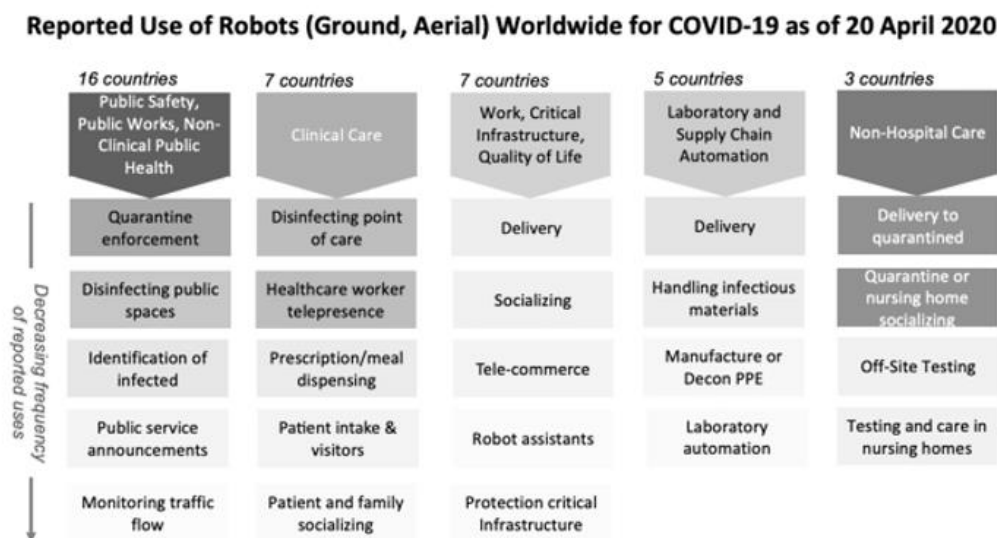 Reported Use of Robots (Ground, Aerial) Worldwide for COVID-19 as of 20 April 2020
16 countries
Public Safety,
Public Works, Non-
Clinical Public
Health
Quarantine
enforcement
Disinfecting public
spaces
Identification of
infected
Public service
announcements
Monitoring traffic
flow
7 countries
Clinical Care
Disinfecting point
of care
Healthcare worker
telepresence
Prescription/meal
dispensing
Patient intake &
visitors
Patient and family
socializing
7 countries
Work, Critical
Infrastructure,
Quality of Life
Delivery
Socializing
Tele-commerce
Robot assistants
Protection critical
Infrastructure
5 countries
Laboratory and
Supply Chain
Automation
Delivery
Handling infectious
materials
Manufacture or
Decon PPE
Laboratory
automation
3 countries
Non-Hospital Care
Delivery to
quarantined
Quarantine or
nursing home
socializing
Off-Site Testing
Testing and care in
nursing homes
Decreasing frequency
of reported uses